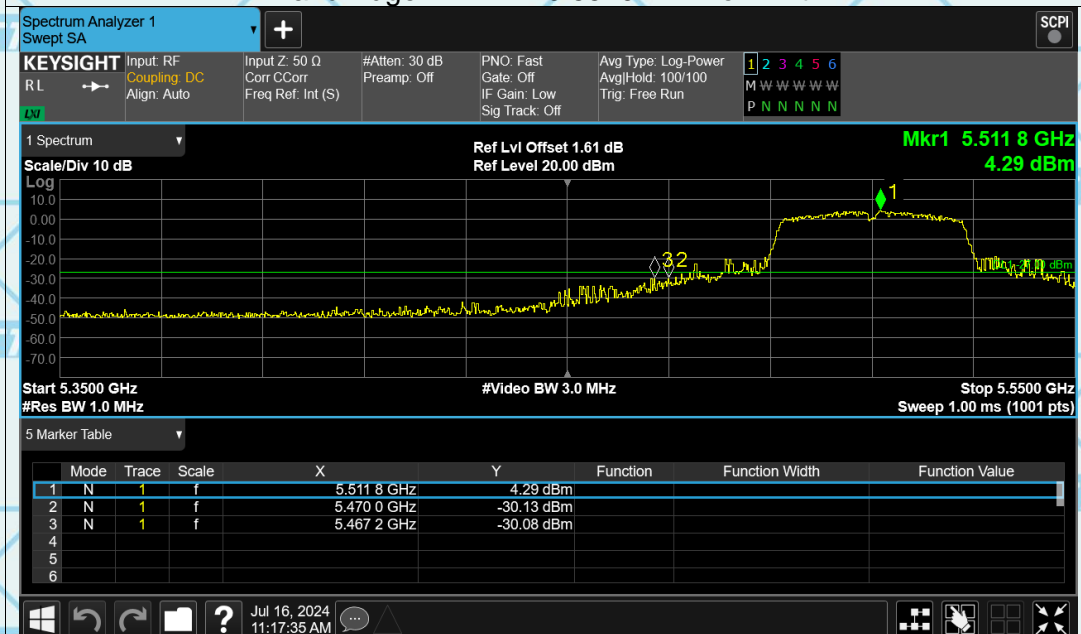 Spectrum Analyzer 1
Swept SA
+
SCPI
KEYSIGHT
RL
LXI
Input: RF
Coupling: DC
Align: Auto
Input Z: 50 Ω
Corr CCorr
Freq Ref: Int (S)
#Atten: 30 dB
Preamp: Off
PNO: Fast
Gate: Off
IF Gain: Low
Sig Track: Off
Avg Type: Log-Power
Avg|Hold: 100/100
Trig: Free Run
1 2 3 4 5 6
M W W W W W
P N N N N N
1 Spectrum
Scale/Div 10 dB
Ref Lvl Offset 1.61 dB
Ref Level 20.00 dBm
Mkr1 5.511 8 GHz
4.29 dBm
Log
10.0
0.00
-10.0
-20.0
-30.0
-40.0
-50.0
-60.0
-70.0
1
3 2
dBm
Start 5.3500 GHz
#Res BW 1.0 MHz
#Video BW 3.0 MHz
Stop 5.5500 GHz
Sweep 1.00 ms (1001 pts)
5 Marker Table
Mode Trace Scale X Y Function Function Width Function Value
1 N 1 f 5.511 8 GHz 4.29 dBm
2 N 1 f 5.470 0 GHz -30.13 dBm
3 N 1 f 5.467 2 GHz -30.08 dBm
4
5
6
?
Jul 16, 2024
11:17:35 AM